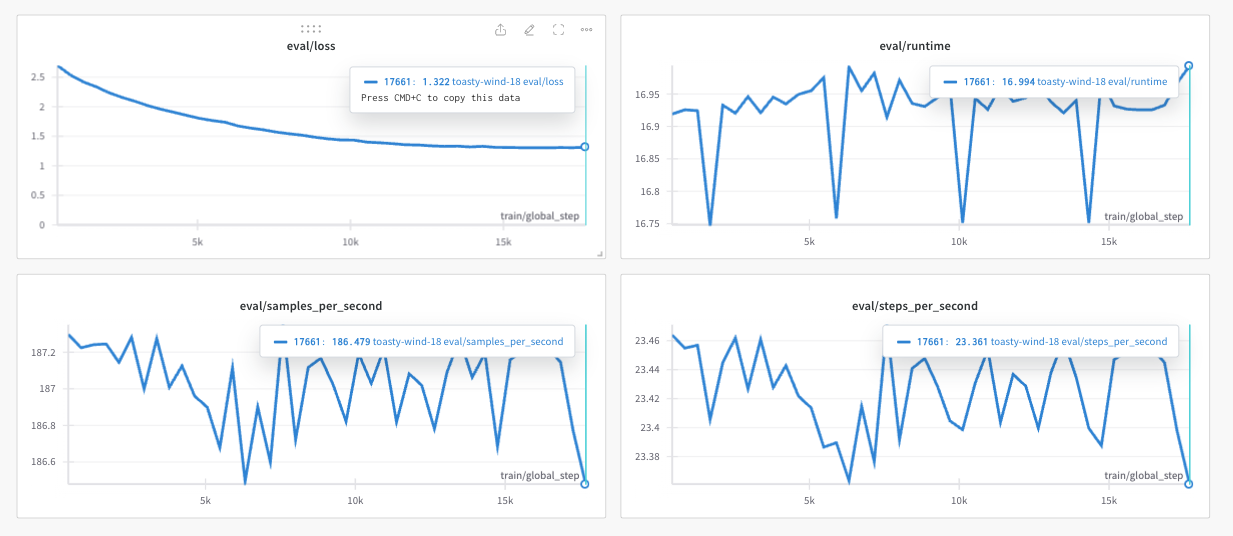 eval/loss
17661: 1.322 toasty-wind-18 eval/loss
Press CMD+C to copy this data
2.5
2
1.5
1
0.5
0
train/global_step
5k
10k
15k
eval/runtime
17661: 16.994 toasty-wind-18 eval/runtime
16.95
16.9
16.85
16.8
16.75
train/global_step
5k
10k
15k
eval/samples_per_second
17661: 186.479 toasty-wind-18 eval/samples_per_second
187.2
187
186.8
186.6
train/global_step
5k
10k
15k
eval/steps_per_second
17661: 23.361 toasty-wind-18 eval/steps_per_second
23.46
23.44
23.42
23.4
23.38
train/global_step
5k
10k
15k